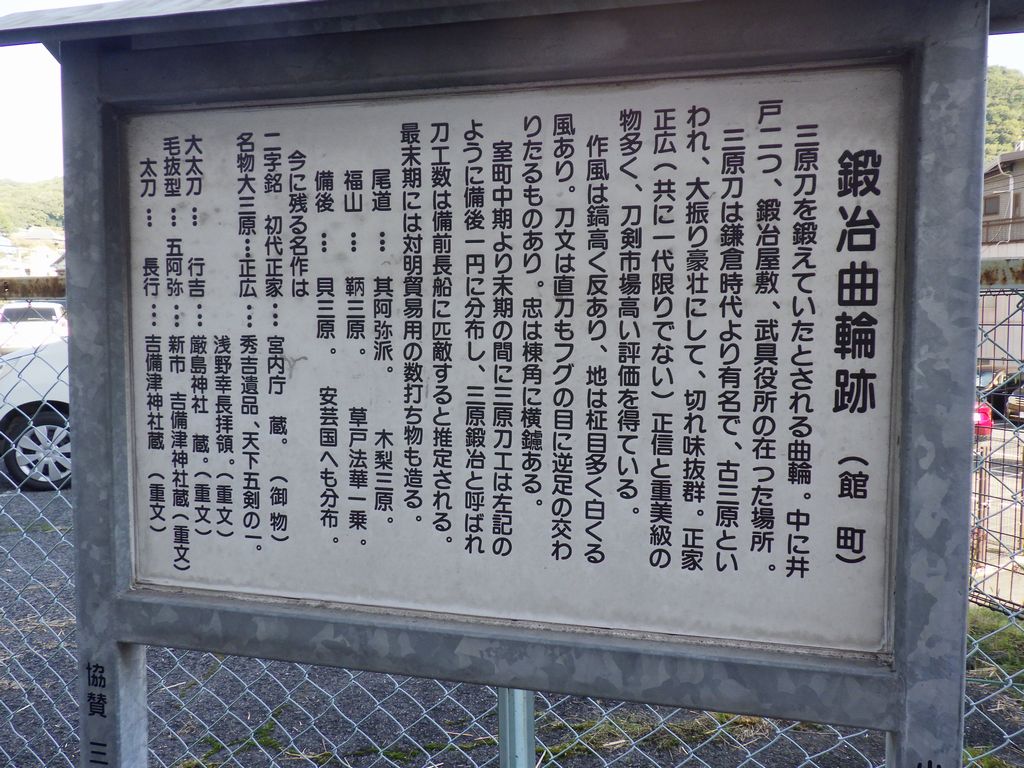 鍛冶曲輪跡（館町）
三原刀を鍛えていたとされる曲輪。中に井
戸二つ、鍛冶屋敷、武具役所の在つた場所。
三原刀は鎌倉時代より有名で、古三原とい
われ、大振り豪壮にして、切れ味抜群。正家
正広（共に一代限りでない）正信と重美級の
物多く、刀剣市場高い評価を得ている。
作風は鎬高く反あり、地は柾目多く白くる
風あり。刀文は直刀もフグの目に逆足の交わ
りたるものあり。忠は棟角に横鑢ある。
室町中期より末期の間に三原刀工は左記の
ように備後一円に分布し、三原鍛冶と呼ばれ
刀工数は備前長船に匹敵すると推定される。
最末期には対明貿易用の数打ち物も造る。
尾道… 其阿弥派。 木梨三原。
福山… 鞆三原。 草戸法華一乗。
備後… 貝三原。 安芸国へも分布。
今に残る名作は
二字銘 初代正家… 宮内庁 蔵。（御物）
名物大三原…正広… 秀吉遺品、天下五剣の一。
浅野幸長拝領。（重文）
大太刀… 行吉… 厳島神社 蔵。（重文）
毛抜型… 五阿弥… 新市 吉備津神社蔵（重文）
太刀… 長行… 吉備津神社蔵（重文）
協賛 三